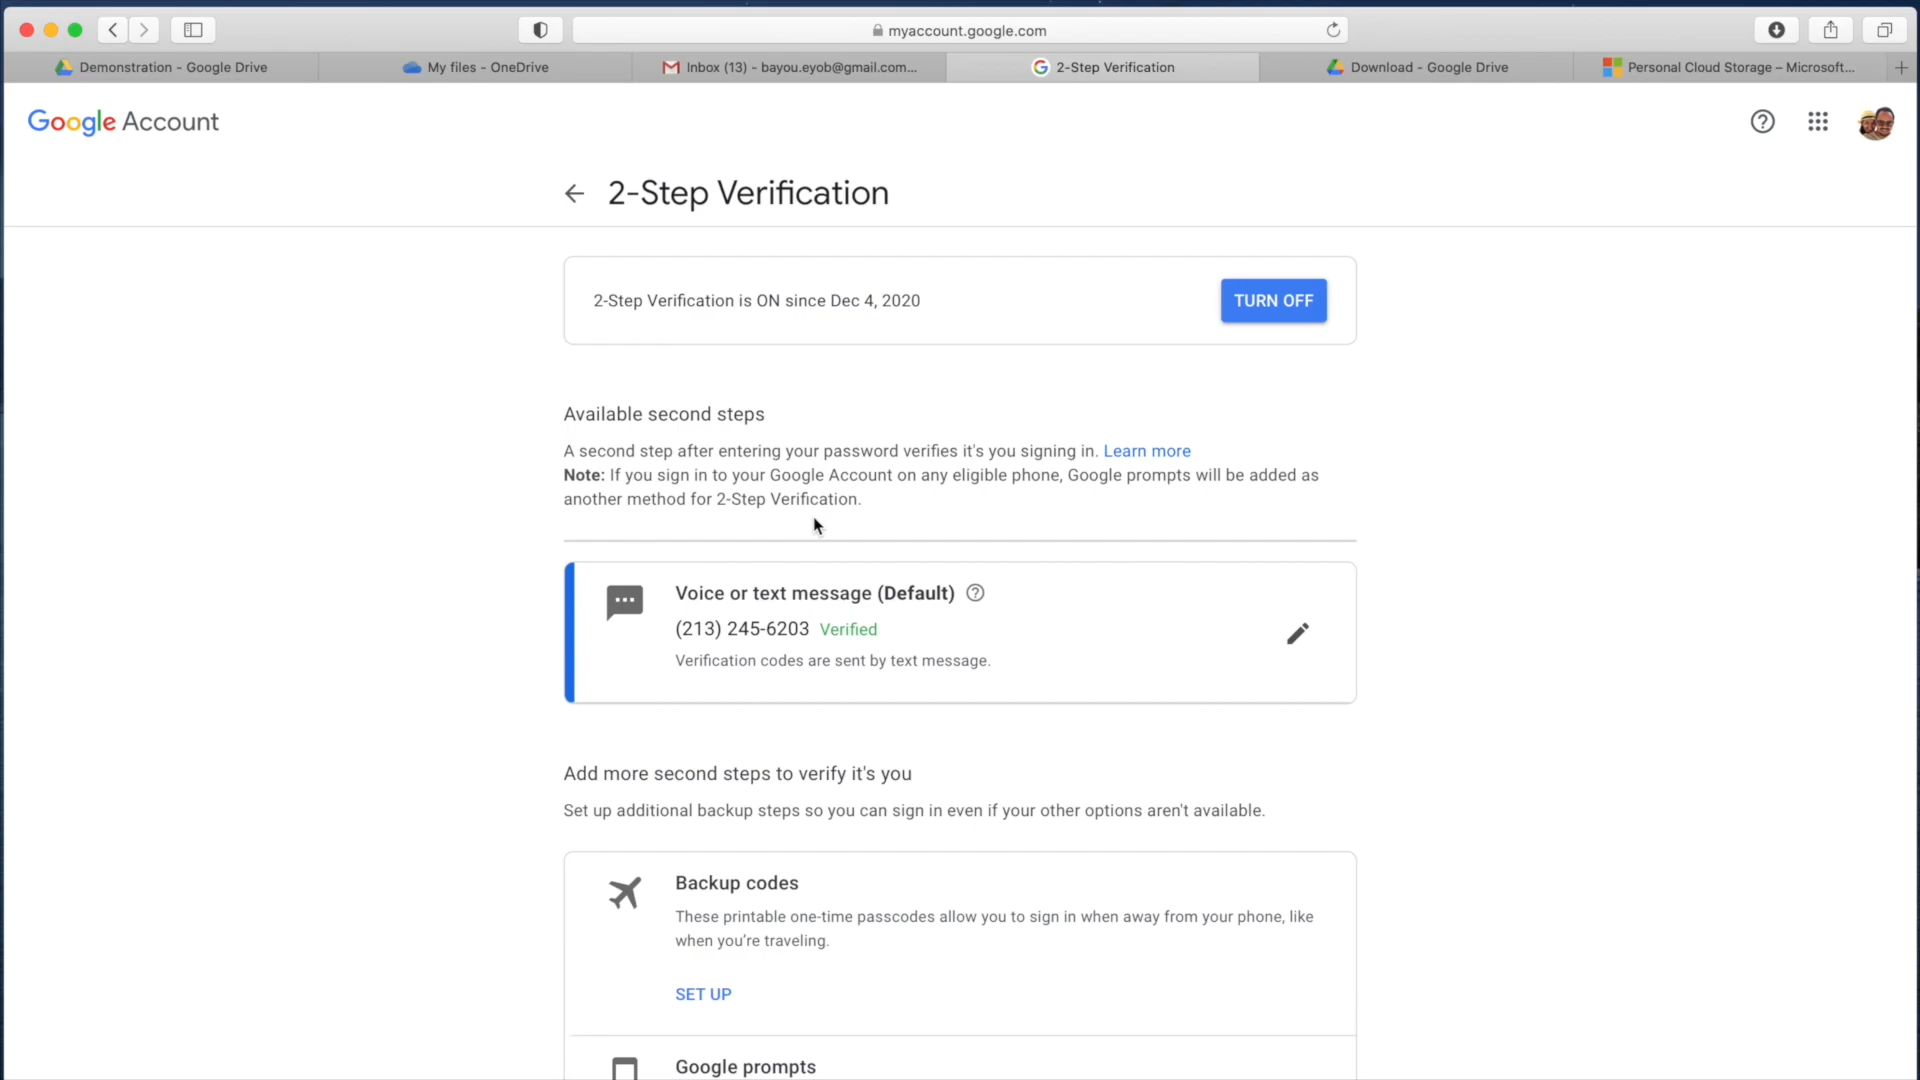 myaccount.google.com
Demonstration - Google Drive
My files - OneDrive
Inbox (13) - bayou.eyob@gmail.com...
2-Step Verification
Download - Google Drive
Personal Cloud Storage – Microsoft...
Google Account
2-Step Verification
2-Step Verification is ON since Dec 4, 2020
TURN OFF
Available second steps
A second step after entering your password verifies it's you signing in. Learn more
Note: If you sign in to your Google Account on any eligible phone, Google prompts will be added as
another method for 2-Step Verification.
Voice or text message (Default)
(213) 245-6203 Verified
Verification codes are sent by text message.
Add more second steps to verify it's you
Set up additional backup steps so you can sign in even if your other options aren't available.
Backup codes
These printable one-time passcodes allow you to sign in when away from your phone, like
when you’re traveling.
SET UP
Google prompts